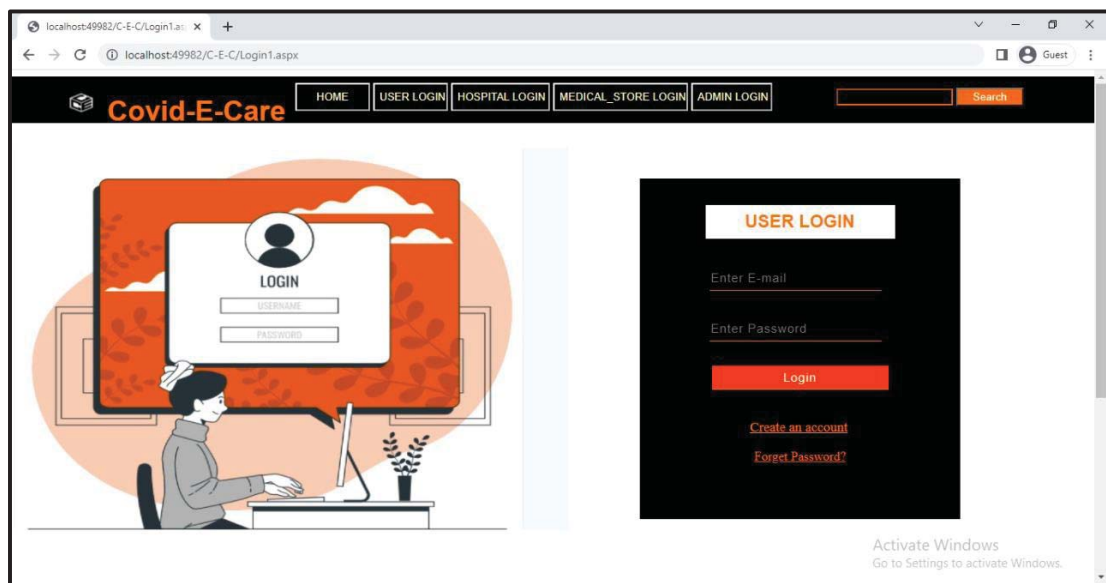 localhost:49982/C-E-C/Login1.as
localhost:49982/C-E-C/Login1.aspx
Guest
Covid-E-Care
HOME USER LOGIN HOSPITAL LOGIN MEDICAL_STORE LOGIN ADMIN LOGIN
Search
LOGIN
USERNAME
PASSWORD
USER LOGIN
Enter E-mail
Enter Password
Login
Create an account
Forget Password?
Activate Windows
Go to Settings to activate Windows.